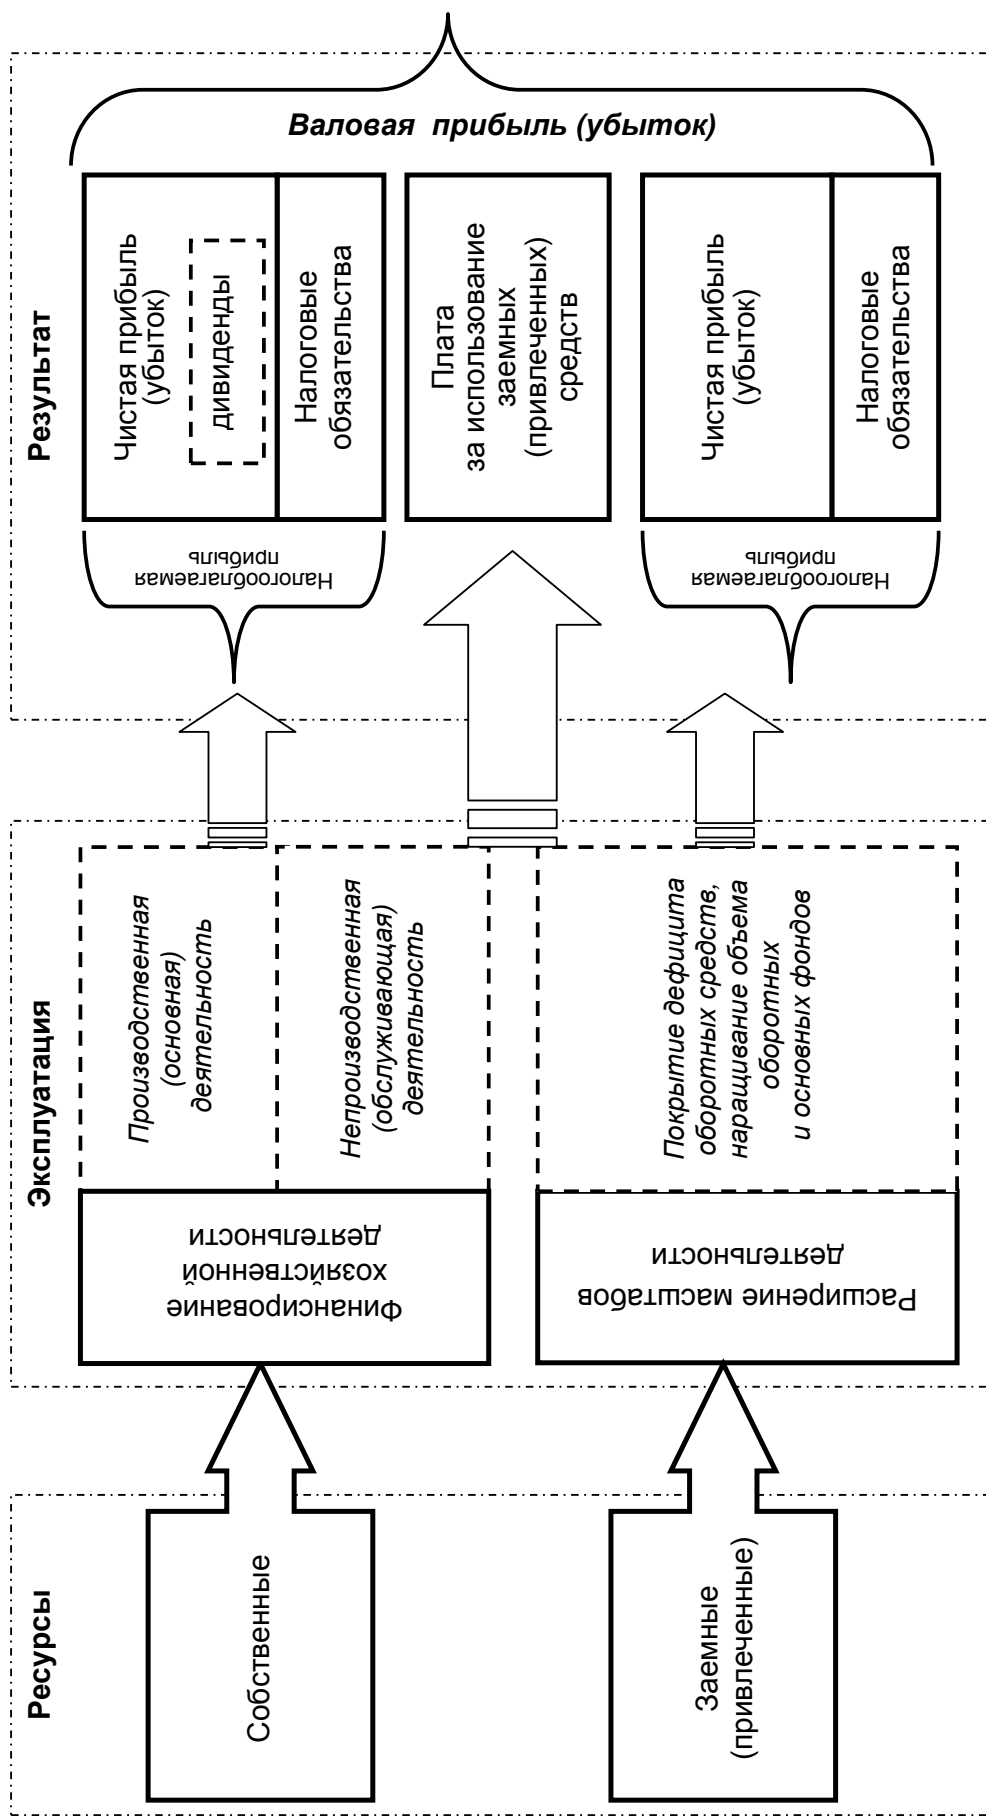 Ресурсы
Собственные
Заемные
(привлеченные)
Эксплуатация
Финансирование
хозяйственной
деятельности
Производственная
(основная)
деятельность
Непроизводственная
(обслуживающая)
деятельность
Расширение масштабов
деятельности
Покрытие дефицита
оборотных средств,
наращивание объема
оборотных
и основных фондов
Результат
Налогооблагаемая
прибыль
Чистая прибыль
(убыток)
дивиденды
Налоговые
обязательства
Плата
за использование
заемных
(привлеченных)
средств
Налогооблагаемая
прибыль
Чистая прибыль
(убыток)
Налоговые
обязательства
Валовая прибыль (убыток)